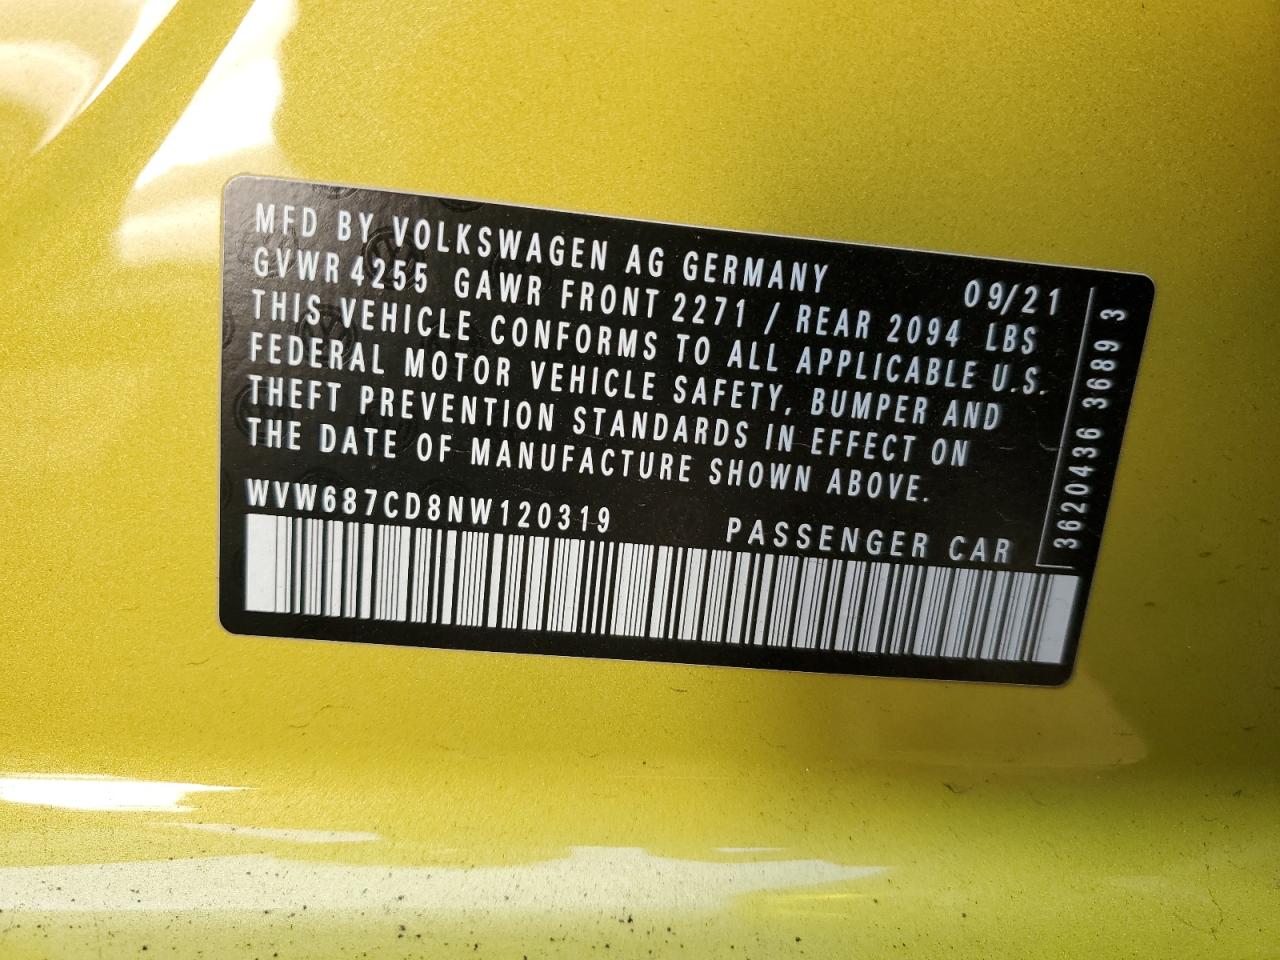 MFD BY VOLKSWAGEN AG GERMANY 09/21
GVWR 4255 GAWR FRONT 2271 / REAR 2094 LBS
THIS VEHICLE CONFORMS TO ALL APPLICABLE U.S.
FEDERAL MOTOR VEHICLE SAFETY, BUMPER AND
THEFT PREVENTION STANDARDS IN EFFECT ON
THE DATE OF MANUFACTURE SHOWN ABOVE.
WVW687CD8NW120319 PASSENGER CAR
3620436 3689 3